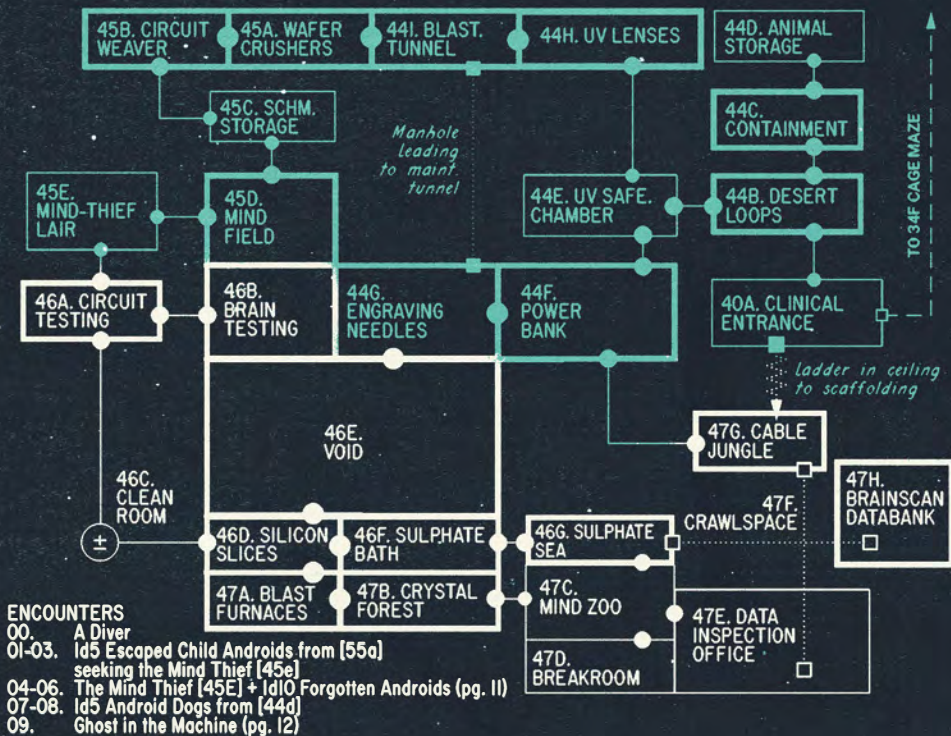 45B. CIRCUIT
WEAVER
45A. WAFER
CRUSHERS
44I. BLAST.
TUNNEL
44H. UV LENSES
44D. ANIMAL
STORAGE
45C. SCHM.
STORAGE
Manhole
leading
to maint.
tunnel
44C.
CONTAINMENT
45E.
MIND-THIEF
LAIR
45D.
MIND
FIELD
44E. UV SAFE.
CHAMBER
44B. DESERT
LOOPS
TO 34F CAGE MAZE
46A. CIRCUIT
TESTING
46B.
BRAIN
TESTING
44G.
ENGRAVING
NEEDLES
44F.
POWER
BANK
40A. CLINICAL
ENTRANCE
Ladder in ceiling
to scaffolding
46E.
VOID
47G. CABLE
JUNGLE
46C.
CLEAN
ROOM
±
47F.
CRAWLSPACE
47H.
BRAINSCAN
DATABANK
46D. SILICON
SLICES
46F. SULPHATE
BATH
46G. SULPHATE
SEA
47A. BLAST
FURNACES
47B. CRYSTAL
FOREST
47C.
MIND ZOO
47E. DATA
INSPECTION
OFFICE
47D.
BREAKROOM
ENCOUNTERS
00. A Diver
01-03. 1d5 Escaped Child Androids from [55a]
seeking the Mind Thief [45e]
04-06. The Mind Thief [45E] + 1d10 Forgotten Androids (pg. 11)
07-08. 1d5 Android Dogs from [44d]
09. Ghost in the Machine (pg. 12)